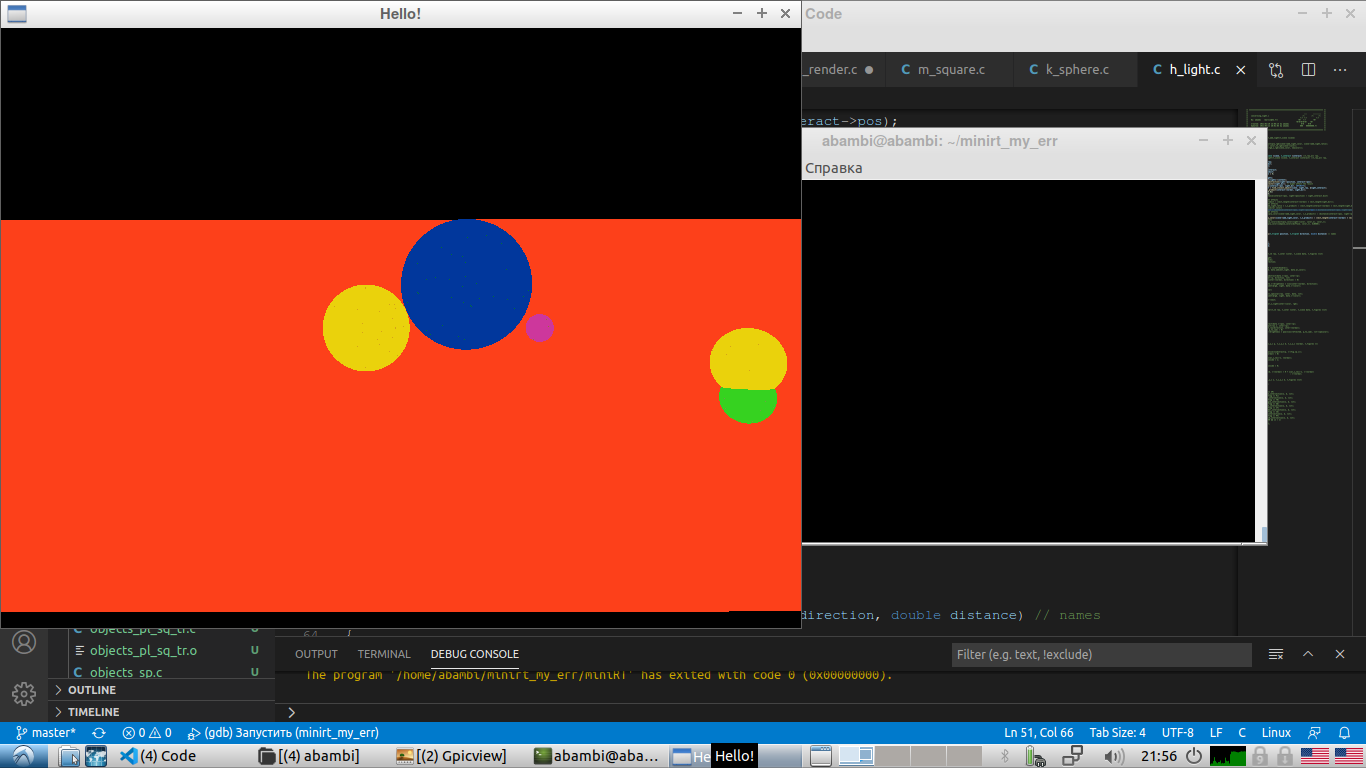 Hello!
Code
_render.c
C m_square.c
C k_sphere.c
C h_light.c
eract->pos);
abambi@abambi: ~/minirt_my_err
Справка
direction, double distance) // names
64 {
objects_pl_sq_tr.c U
objects_pl_sq_tr.o U
C objects_sp.c U
OUTLINE
TIMELINE
OUTPUT TERMINAL DEBUG CONSOLE
Filter (e.g. text, !exclude)
The program '/home/abambi/minirt_my_err/miniRT' has exited with code 0 (0x00000000).
master* 0 0 (gdb) Запустить (minirt_my_err)
Ln 51, Col 66 Tab Size: 4 UTF-8 LF C Linux
(4) Code
[(4) abambi]
[(2) Gpicview]
abambi@aba...
He
Hello!
21:56